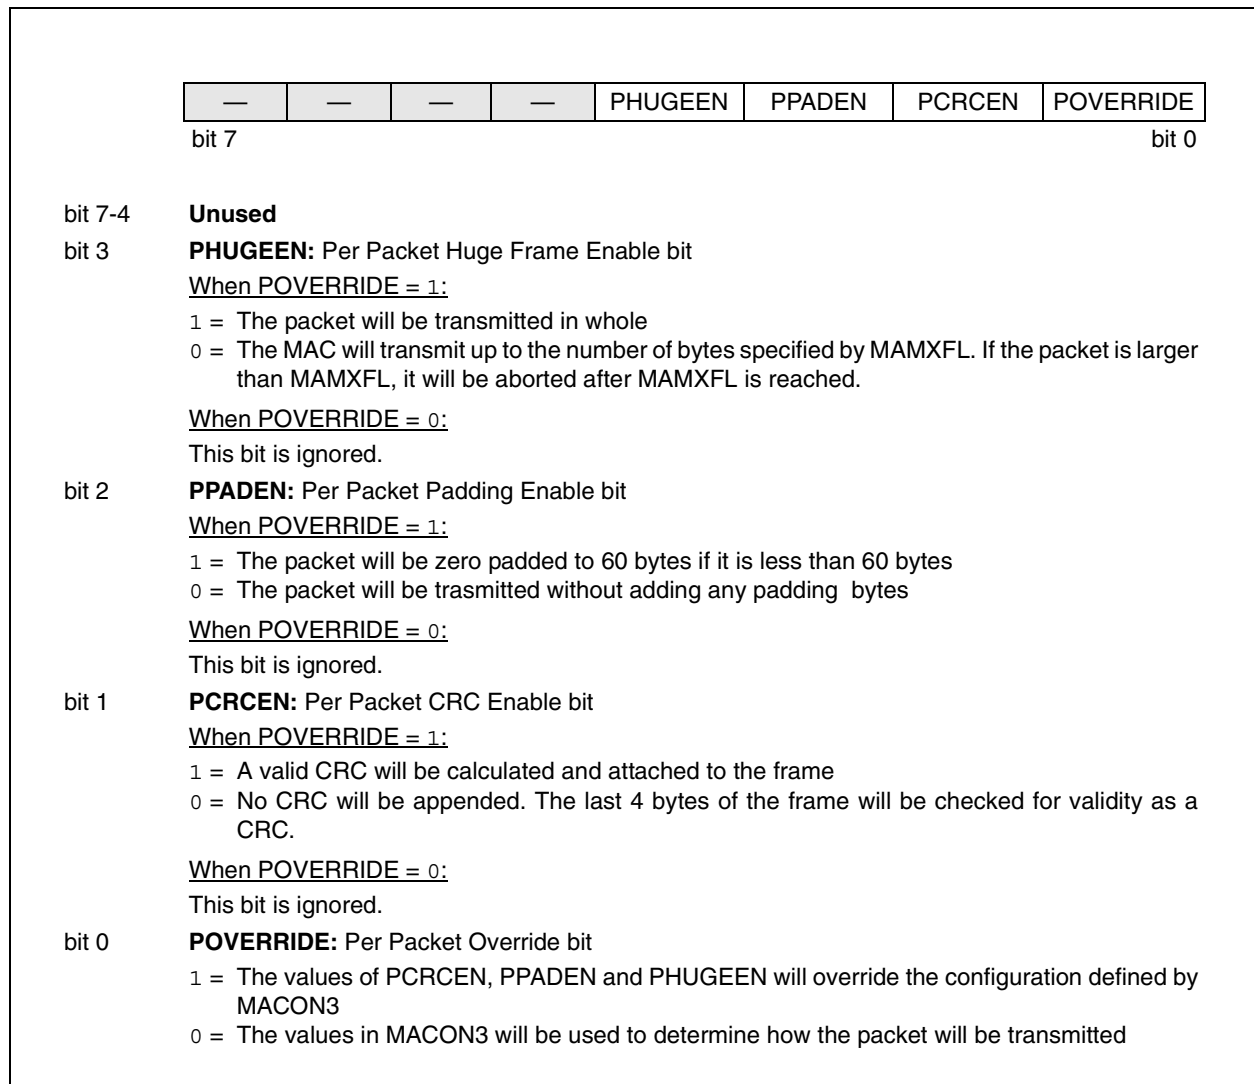 — — — — PHUGEEN PPADEN PCRCEN POVERRIDE
bit 7 bit 0
bit 7-4 Unused
bit 3 PHUGEEN: Per Packet Huge Frame Enable bit
When POVERRIDE = 1:
1 = The packet will be transmitted in whole
0 = The MAC will transmit up to the number of bytes specified by MAMXFL. If the packet is larger
than MAMXFL, it will be aborted after MAMXFL is reached.
When POVERRIDE = 0:
This bit is ignored.
bit 2 PPADEN: Per Packet Padding Enable bit
When POVERRIDE = 1:
1 = The packet will be zero padded to 60 bytes if it is less than 60 bytes
0 = The packet will be trasmitted without adding any padding bytes
When POVERRIDE = 0:
This bit is ignored.
bit 1 PCRCEN: Per Packet CRC Enable bit
When POVERRIDE = 1:
1 = A valid CRC will be calculated and attached to the frame
0 = No CRC will be appended. The last 4 bytes of the frame will be checked for validity as a
CRC.
When POVERRIDE = 0:
This bit is ignored.
bit 0 POVERRIDE: Per Packet Override bit
1 = The values of PCRCEN, PPADEN and PHUGEEN will override the configuration defined by
MACON3
0 = The values in MACON3 will be used to determine how the packet will be transmitted